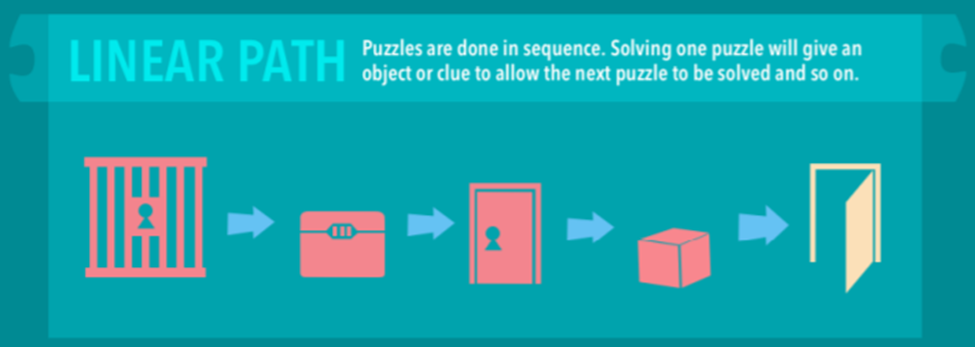 LINEAR PATH
Puzzles are done in sequence. Solving one puzzle will give an
object or clue to allow the next puzzle to be solved and so on.